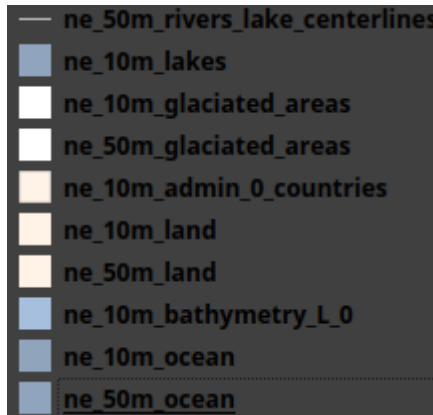 ne_50m_rivers_lake_centerlines
ne_10m_lakes
ne_10m_glaciated_areas
ne_50m_glaciated_areas
ne_10m_admin_0_countries
ne_10m_land
ne_50m_land
ne_10m_bathymetry_L_0
ne_10m_ocean
ne_50m_ocean